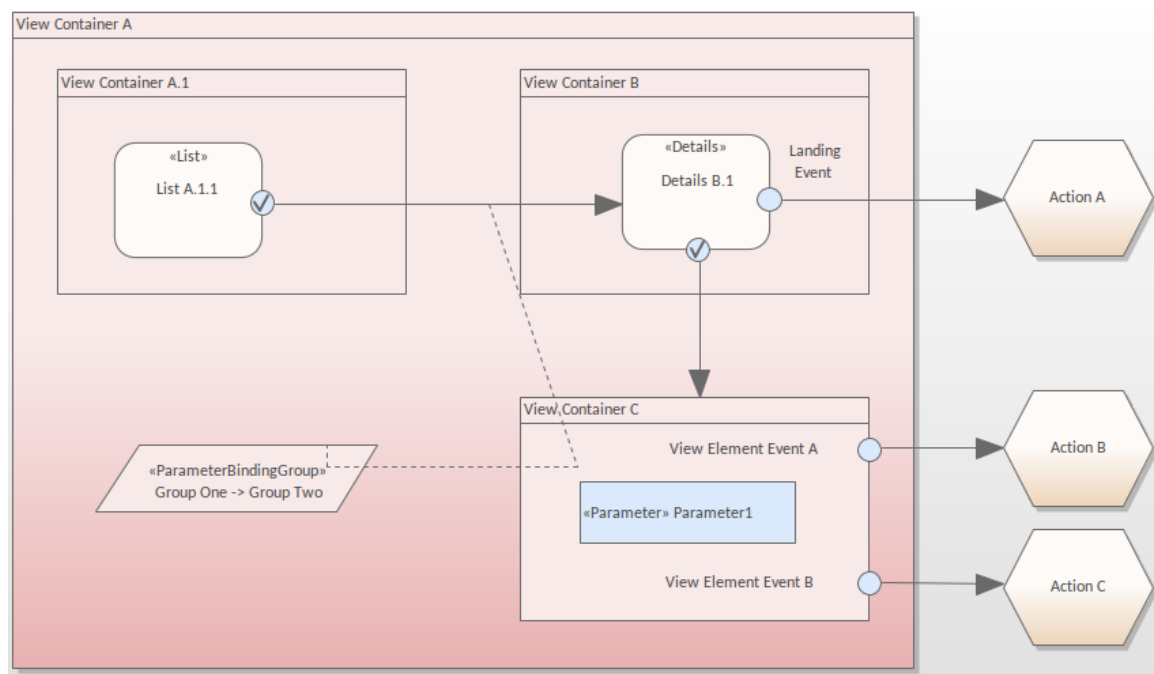 View Container A
View Container A.1
View Container B
«List»
List A.1.1
«Details»
Details B.1
Landing
Event
Action A
View Container C
View Element Event A
Action B
«ParameterBindingGroup»
Group One -> Group Two
«Parameter» Parameter1
View Element Event B
Action C